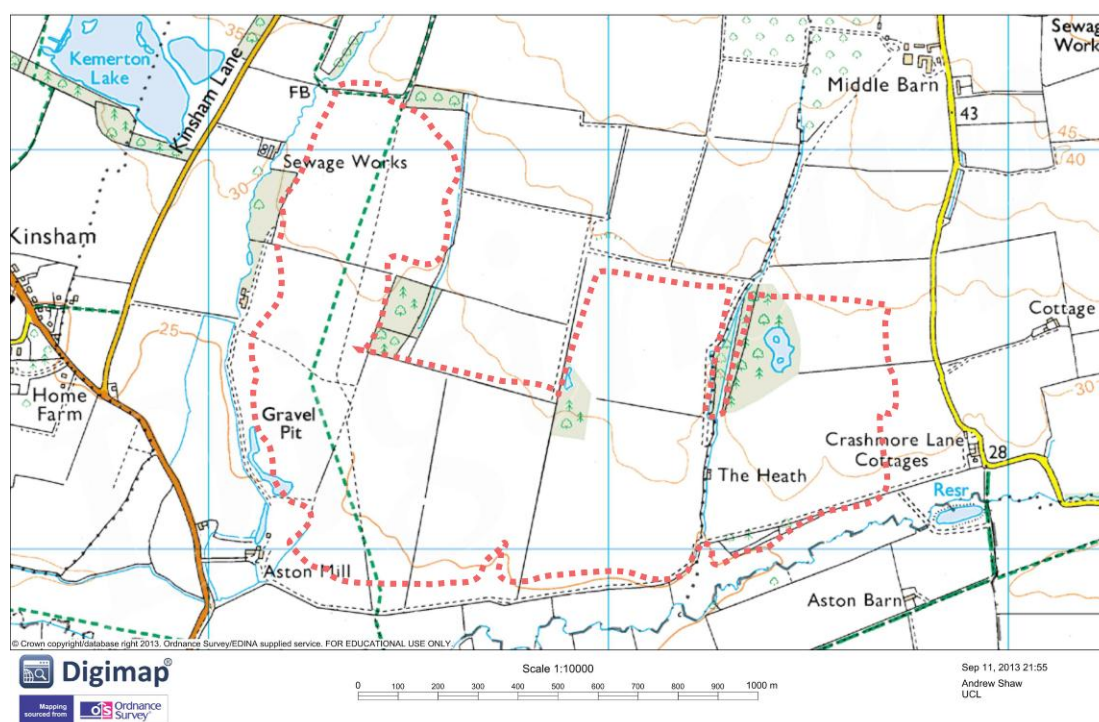 Kemerton
Lake
35
Kinsham Lane
FB
Sewage
Works
Middle Barn
43
45
40
Sewage Works
30
Kinsham
25
Cottage
Home
Farm
Gravel
Pit
30
Crashmore Lane
Cottages
28
The Heath
Resr
Aston Mill
Aston Barn
© Crown copyright/database right 2013. Ordnance Survey/EDINA supplied service. FOR EDUCATIONAL USE ONLY.
Digimap®
Mapping
sourced from
OS Ordnance
Survey®
Scale 1:10000
0 100 200 300 400 500 600 700 800 900 1000 m
Sep 11, 2013 21:55
Andrew Shaw
UCL